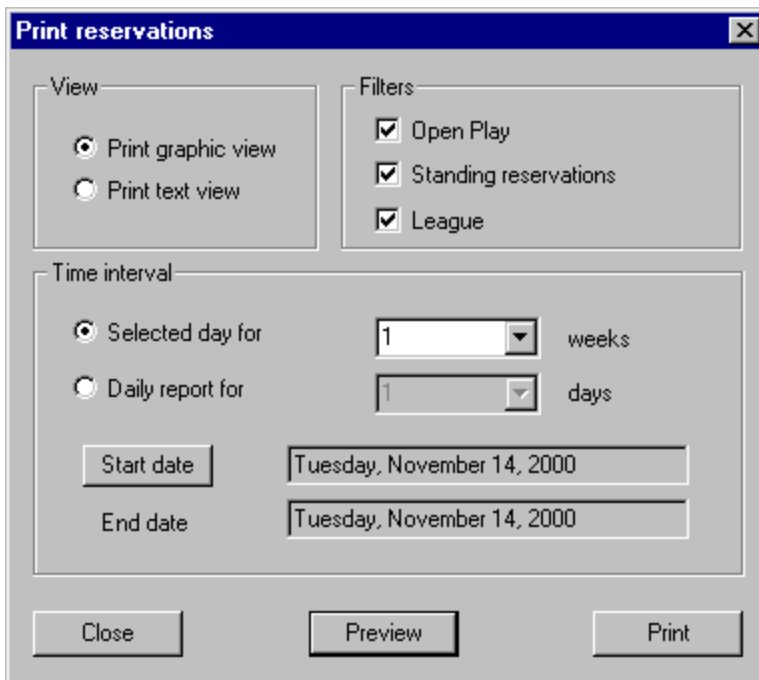 Print reservations
View
Print graphic view
Print text view
Filters
Open Play
Standing reservations
League
Time interval
Selected day for 1 weeks
Daily report for 1 days
Start date Tuesday, November 14, 2000
End date Tuesday, November 14, 2000
Close Preview Print